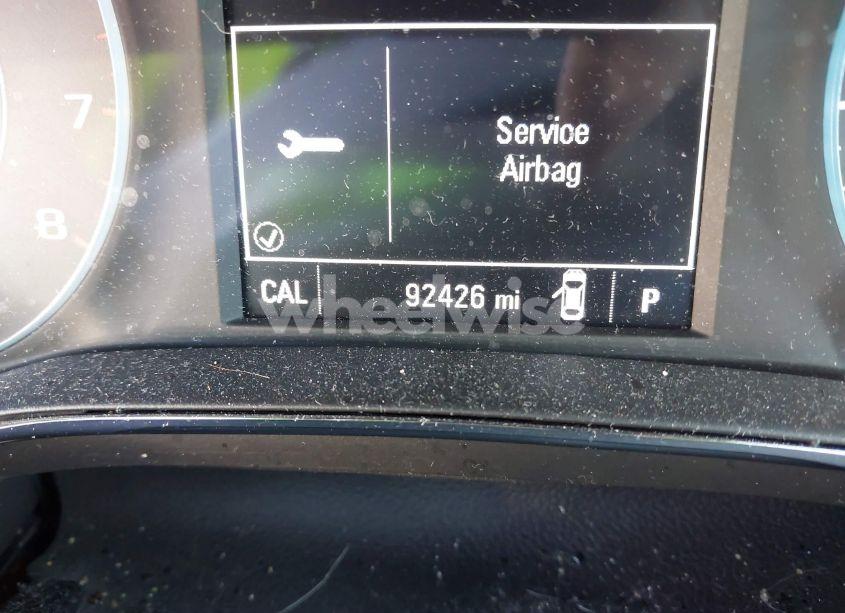 7
8
Service
Airbag
CAL 92426 mi P
wheelwise